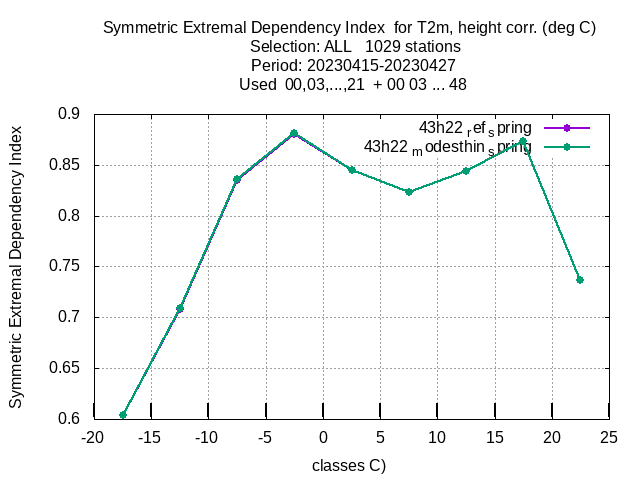 Symmetric Extremal Dependency Index for T2m, height corr. (deg C)
Selection: ALL 1029 stations
Period: 20230415-20230427
Used 00,03,...,21 + 00 03 ... 48
43h22 ref spring
43h22 modesthin spring
Symmetric Extremal Dependency Index
0.9
0.85
0.8
0.75
0.7
0.65
0.6
-20 -15 -10 -5 0 5 10 15 20 25
classes C)